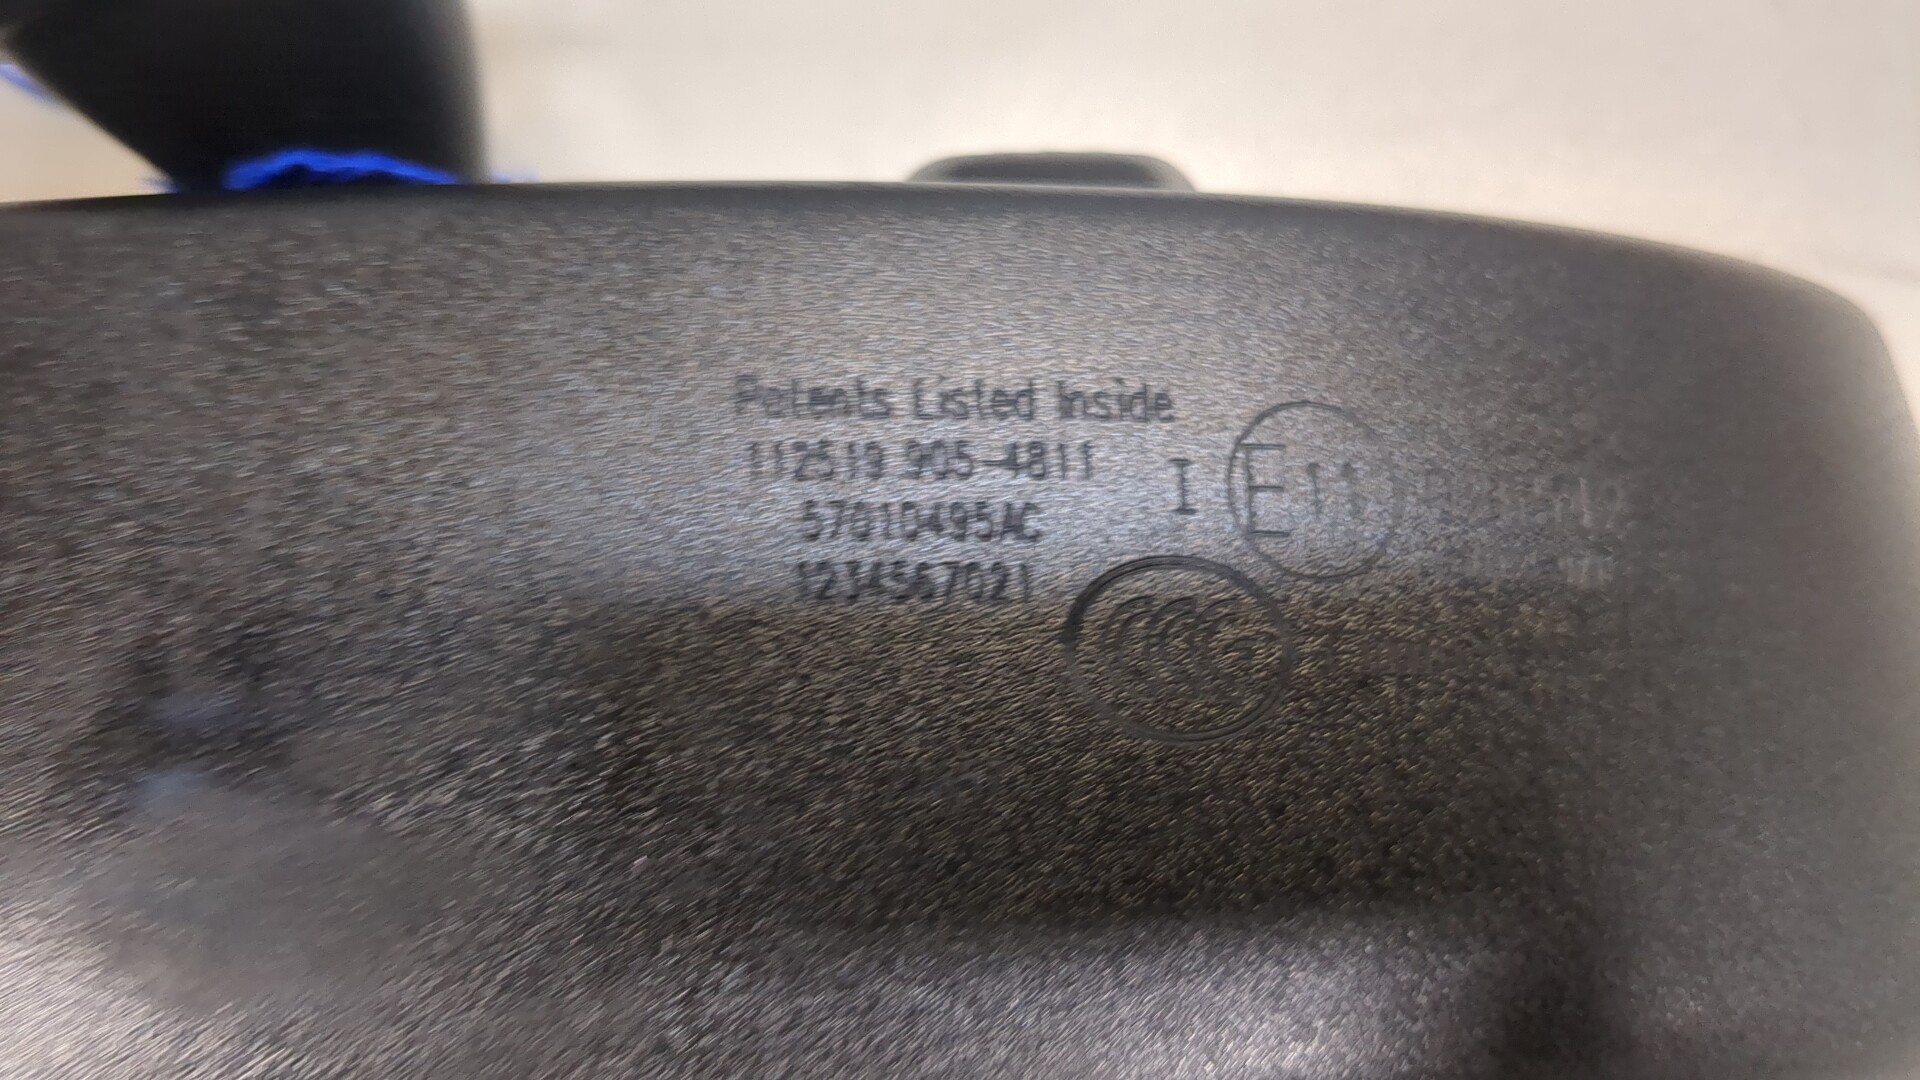 Patents Listed Inside
112519 905-4811
57010495AC
1234567021
I E11
CCC